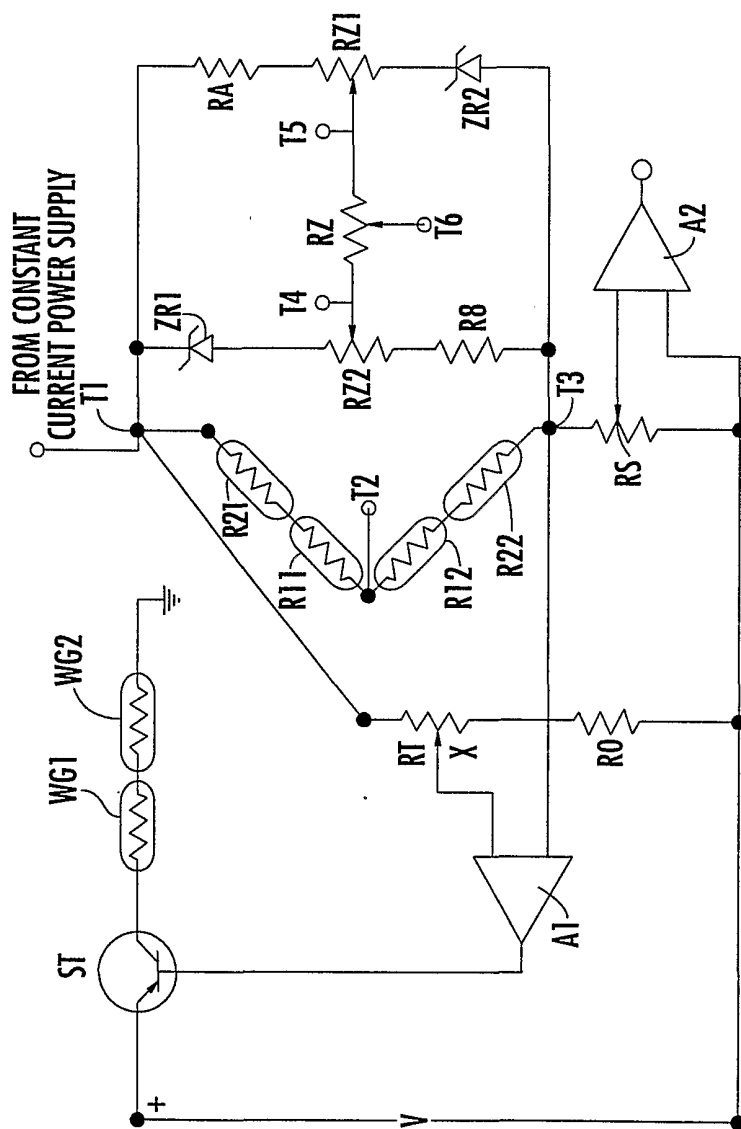 FROM CONSTANT
CURRENT POWER SUPPLY
T1
RA
RZ1
ZR2
T5
RZ
T6
T4
ZR1
RZ2
R8
T3
A2
RS
R21
R11
T2
R12
R22
WG2
WG1
RT
X
RO
A1
ST
+
V